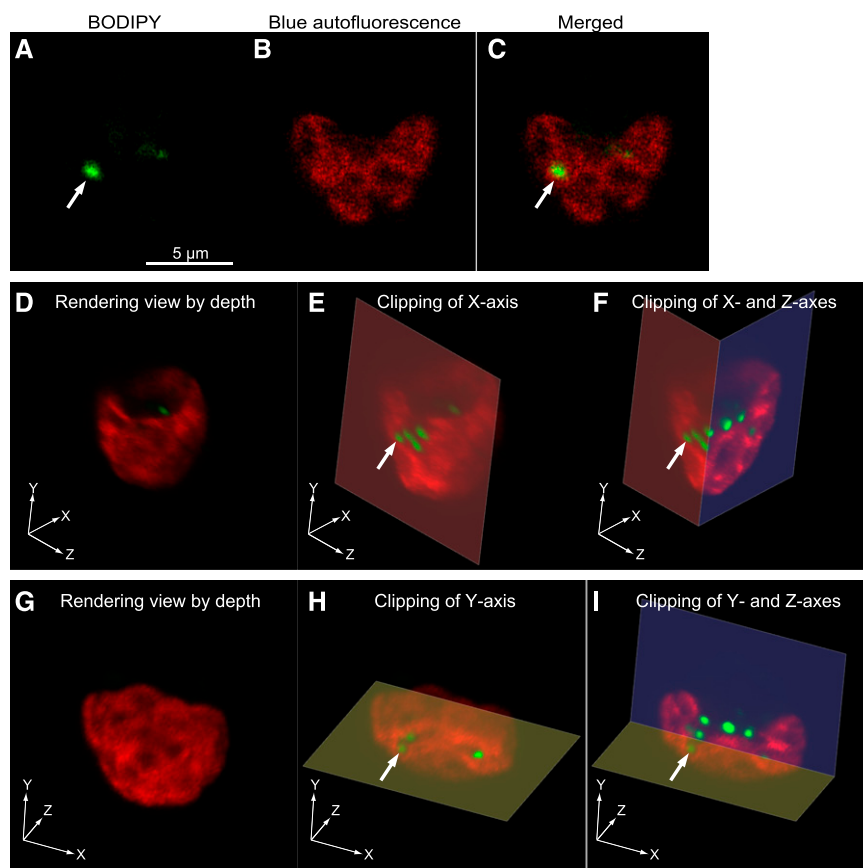 BODIPY Blue autofluorescence Merged
A B C
5 µm
D Rendering view by depth E Clipping of X-axis F Clipping of X- and Z-axes
Y X Z Y X Z Y X Z
G Rendering view by depth H Clipping of Y-axis I Clipping of Y- and Z-axes
Y Z X Y Z X Y Z X